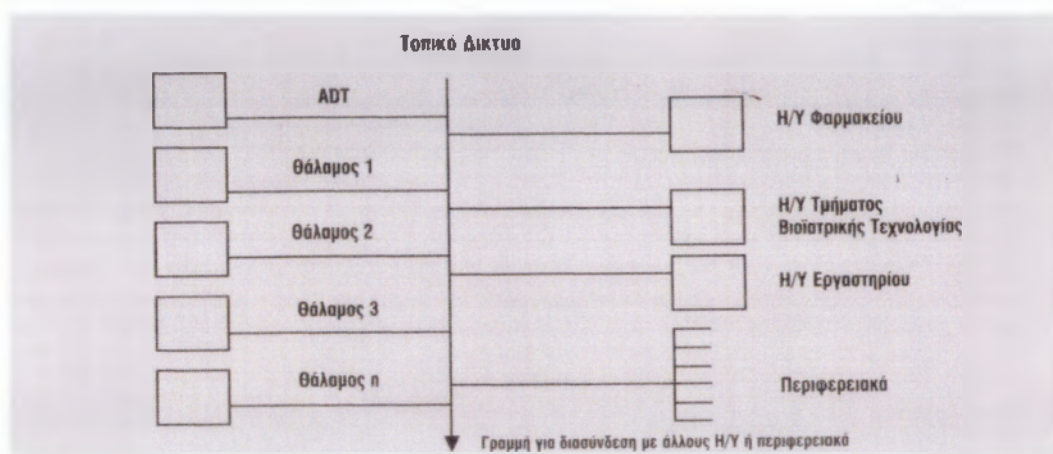 Τοπικό Δικτυο
ADT
Θάλαμος 1
Θάλαμος 2
Θάλαμος 3
Θάλαμος n
Η/Υ Φαρμακείου
Η/Υ Τμήματος
Βιοϊατρικής Τεχνολογίας
Η/Υ Εργαστηρίου
Περιφερειακά
Γραμμή για διασύνδεση με άλλους Η/Υ ή περιφερειακά